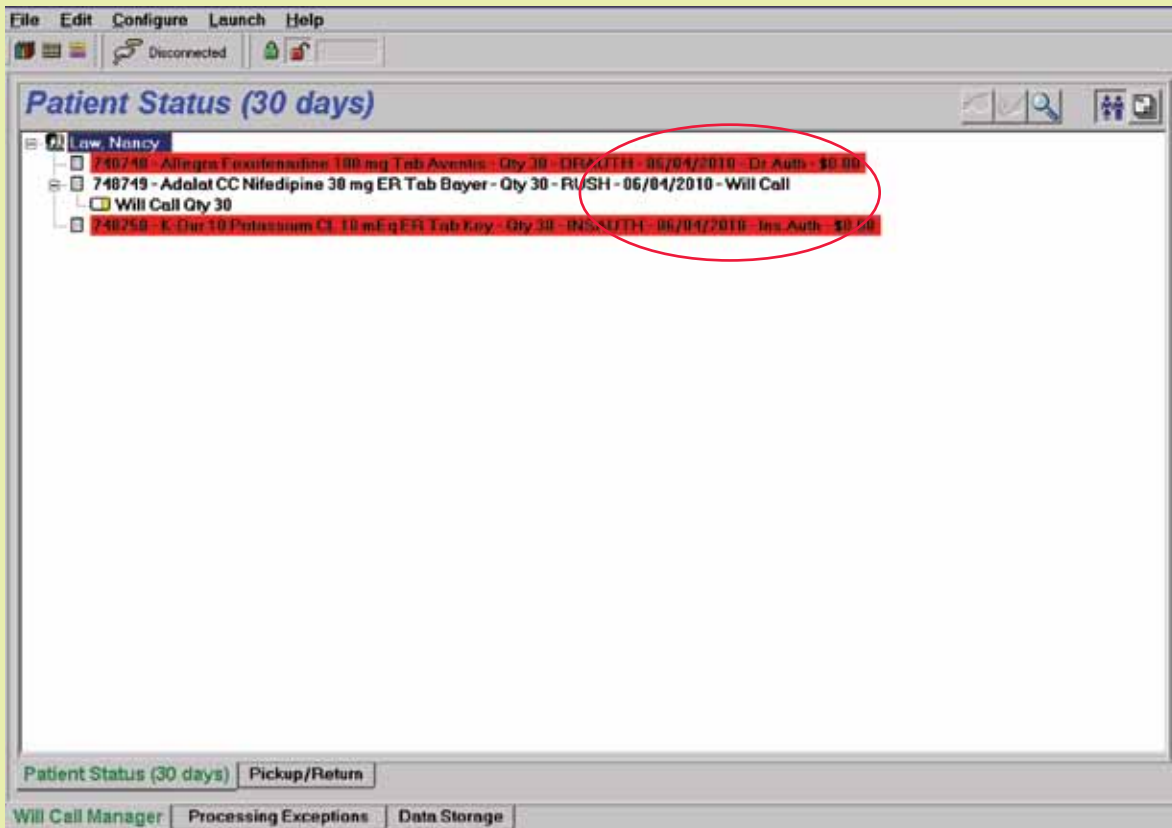 File Edit Configure Launch Help
Disconnected
Patient Status (30 days)
Law, Nancy
740748 - Allegra Fexofenadine 180 mg Tab Aventis - Qty 30 - DRAUTH - 06/04/2010 - Dr Auth - $0.00
740749 - Adalat CC Nifedipine 30 mg ER Tab Bayer - Qty 30 - RUSH - 06/04/2010 - Will Call
Will Call Qty 30
740750 - K-Dur 10 Potassium Cl 10 mEq ER Tab Key - Qty 30 - INSAUTH - 06/04/2010 - Ins Auth - $0.00
Patient Status (30 days) Pickup/Return
Will Call Manager Processing Exceptions Data Storage